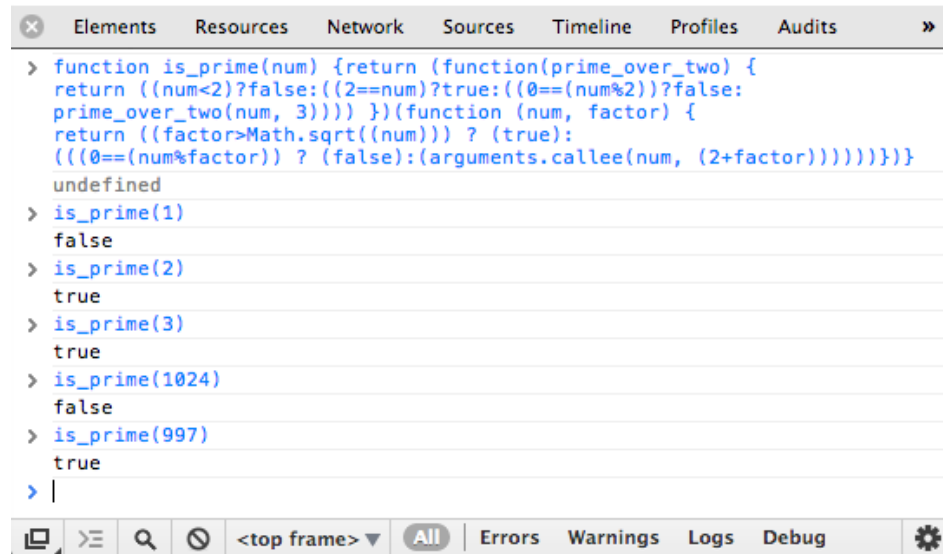 Elements Resources Network Sources Timeline Profiles Audits »
> function is_prime(num) {return (function(prime_over_two) {
return ((num<2)?false:((2==num)?true:((0==(num%2))?false:
prime_over_two(num, 3)))) })(function (num, factor) {
return ((factor>Math.sqrt((num))) ? (true):
(((0==(num%factor)) ? (false):(arguments.callee(num, (2+factor))))))})}
undefined
> is_prime(1)
false
> is_prime(2)
true
> is_prime(3)
true
> is_prime(1024)
false
> is_prime(997)
true
>
<top frame> ▼ All Errors Warnings Logs Debug